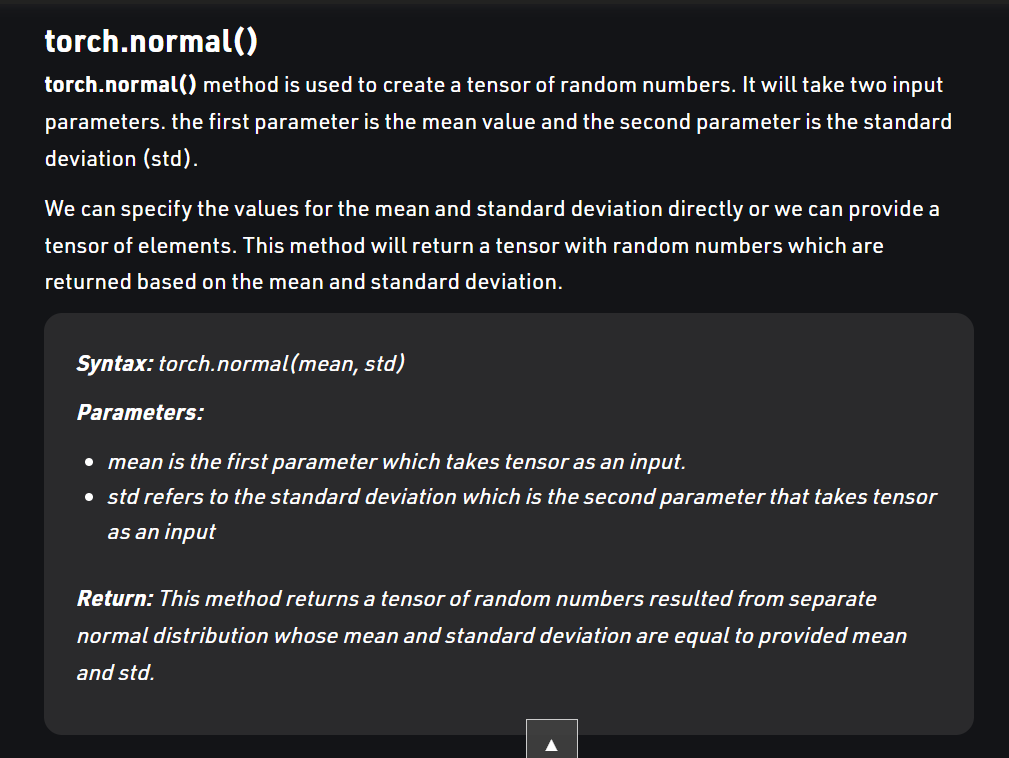 torch.normal()
torch.normal() method is used to create a tensor of random numbers. It will take two input
parameters. the first parameter is the mean value and the second parameter is the standard
deviation (std).
We can specify the values for the mean and standard deviation directly or we can provide a
tensor of elements. This method will return a tensor with random numbers which are
returned based on the mean and standard deviation.
Syntax: torch.normal(mean, std)
Parameters:
• mean is the first parameter which takes tensor as an input.
• std refers to the standard deviation which is the second parameter that takes tensor
as an input
Return: This method returns a tensor of random numbers resulted from separate
normal distribution whose mean and standard deviation are equal to provided mean
and std.